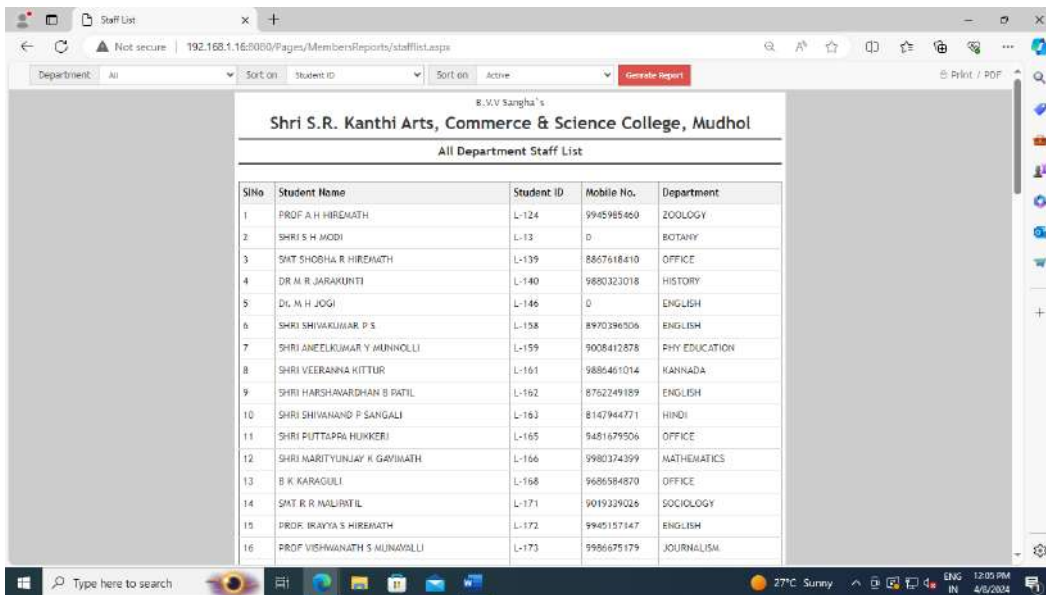 Staff List
Not secure 192.168.1.16:8080/Pages/MembersReports/stafflist.aspx
Department All Sort on Student ID Sort on Active Genrate Report Print / PDF
B.V.V Sangha`s
Shri S.R. Kanthi Arts, Commerce & Science College, Mudhol
All Department Staff List
SlNo Student Name Student ID Mobile No. Department
1 PROF A H HIREMATH L-124 9945985460 ZOOLOGY
2 SHRI S H MODI L-13 0 BOTANY
3 SMT SHOBHA R HIREMATH L-139 8867618410 OFFICE
4 DR M R JARAKUNTI L-140 9880323018 HISTORY
5 Dr. M H JOGI L-146 0 ENGLISH
6 SHRI SHIVAKUMAR P S L-158 8970396506 ENGLISH
7 SHRI ANEELKUMAR Y MUNNOLLI L-159 9008412878 PHY EDUCATION
8 SHRI VEERANNA KITTUR L-161 9886461014 KANNADA
9 SHRI HARSHAVARDHAN B PATIL L-162 8762249189 ENGLISH
10 SHRI SHIVANAND P SANGALI L-163 8147944771 HINDI
11 SHRI PUTTAPPA HUKKERI L-165 9481679506 OFFICE
12 SHRI MARITYUNJAY K GAVIMATH L-166 9980374399 MATHEMATICS
13 B K KARAGULI L-168 9686584870 OFFICE
14 SMT R R MALIPATIL L-171 9019339026 SOCIOLOGY
15 PROF. IRAYYA S HIREMATH L-172 9945157147 ENGLISH
16 PROF VISHWANATH S MUNAVALLI L-173 9986675179 JOURNALISM
Type here to search 27°C Sunny ENG 12:05 PM
IN 4/8/2024